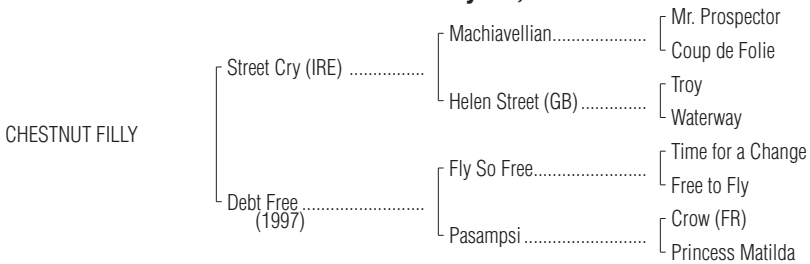 Mr. Prospector
Machiavellian.....................
Coup de Folie
Street Cry (IRE) ................
Troy
Helen Street (GB) ..............
Waterway
CHESTNUT FILLY
Time for a Change
Fly So Free.........................
Free to Fly
Debt Free ..........................
(1997)
Crow (FR)
Pasampsi ...........................
Princess Matilda